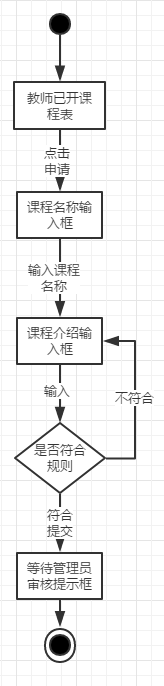 教师已开课
程表
点击
申请
课程名称输
入框
输入课程
名称
课程介绍输
入框
不符合
输入
是否符合
规则
符合
提交
等待管理员
审核提示框